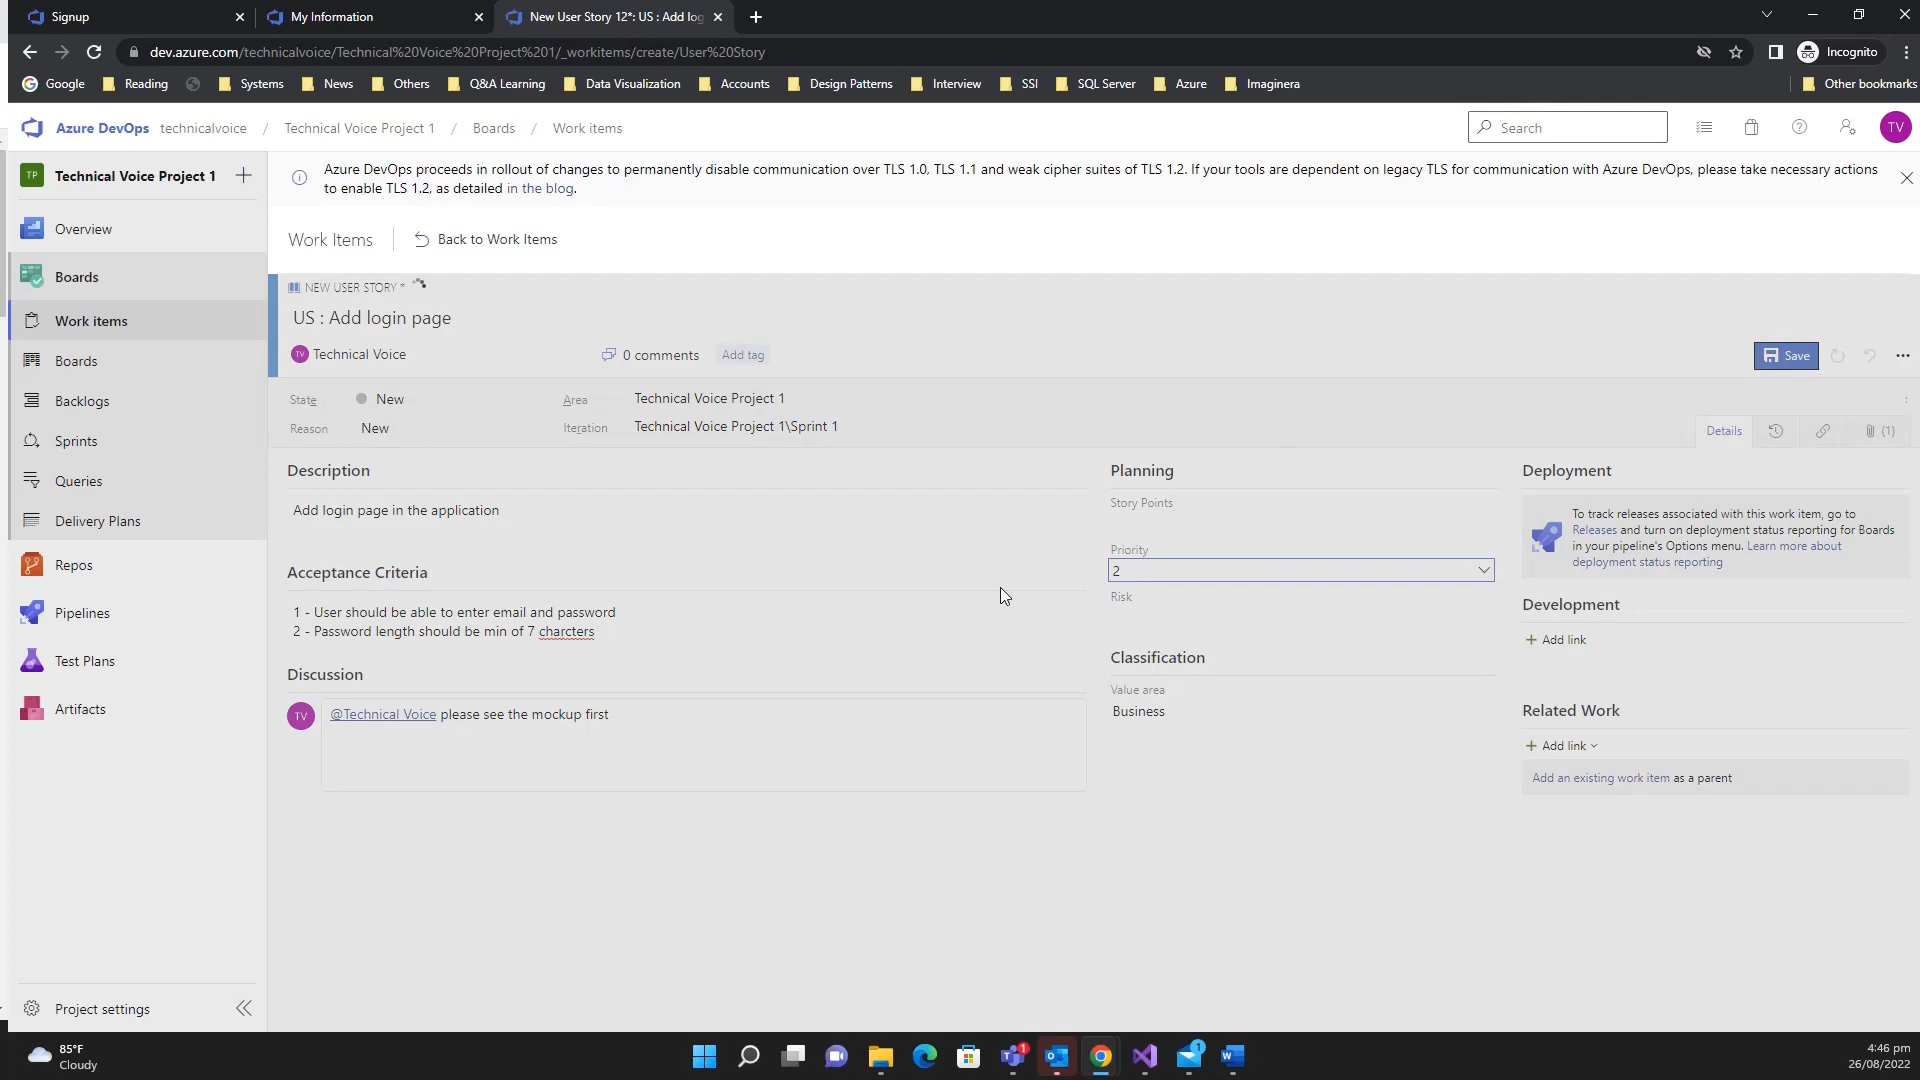 Signup
My Information
New User Story 12*: US : Add log
dev.azure.com/technicalvoice/Technical%20Voice%20Project%201/_workitems/create/User%20Story
Incognito
Google
Reading
Systems
News
Others
Q&A Learning
Data Visualization
Accounts
Design Patterns
Interview
SSI
SQL Server
Azure
Imaginera
Other bookmarks
Azure DevOps technicalvoice / Technical Voice Project 1 / Boards / Work items
Search
TV
TP Technical Voice Project 1
Azure DevOps proceeds in rollout of changes to permanently disable communication over TLS 1.0, TLS 1.1 and weak cipher suites of TLS 1.2. If your tools are dependent on legacy TLS for communication with Azure DevOps, please take necessary actions
to enable TLS 1.2, as detailed in the blog.
Overview
Boards
Work items
Boards
Backlogs
Sprints
Queries
Delivery Plans
Repos
Pipelines
Test Plans
Artifacts
Project settings
Work Items
Back to Work Items
NEW USER STORY *
US : Add login page
TV Technical Voice
0 comments
Add tag
Save
State
New
Area
Technical Voice Project 1
Reason
New
Iteration
Technical Voice Project 1\Sprint 1
Details
(1)
Description
Add login page in the application
Acceptance Criteria
1 - User should be able to enter email and password
2 - Password length should be min of 7 charcters
Discussion
TV
@Technical Voice please see the mockup first
Planning
Story Points
Priority
2
Risk
Classification
Value area
Business
Deployment
To track releases associated with this work item, go to
Releases and turn on deployment status reporting for Boards
in your pipeline's Options menu. Learn more about
deployment status reporting
Development
+ Add link
Related Work
+ Add link
Add an existing work item as a parent
85°F
Cloudy
1
1
4:46 pm
26/08/2022